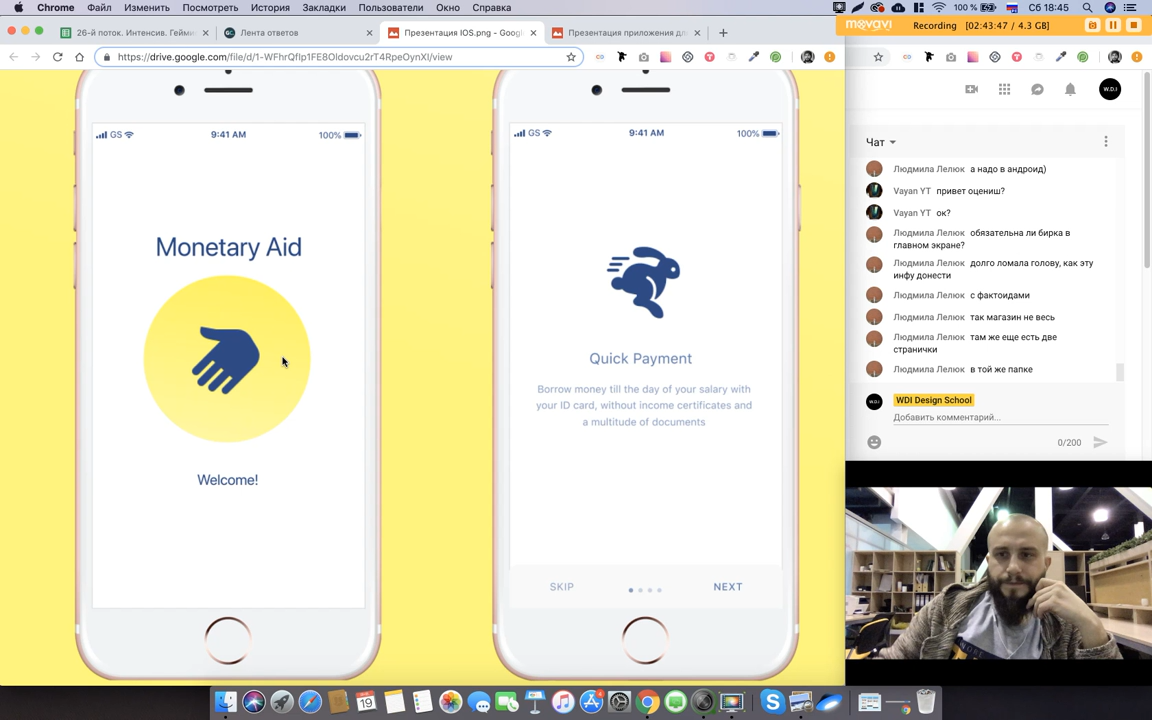 Chrome Файл Изменить Посмотреть История Закладки Пользователи Окно Справка
100 % Сб 18:45
26-й поток. Интенсив. Гейми
Лента ответов
Презентация IOS.png - Googl
Презентация приложения дл
movavi Recording (02:43:47 / 4.3 GB)
https://drive.google.com/file/d/1-WFhrQflp1FE8Oldovcu2rT4RpeOynXl/view
GS 9:41 AM 100%
Monetary Aid
Welcome!
GS 9:41 AM 100%
Quick Payment
Borrow money till the day of your salary with
your ID card, without income certificates and
a multitude of documents
SKIP NEXT
W.D.I
Чат
Людмила Лелюк а надо в андроид)
Vayan YT привет оцениш?
Vayan YT ок?
Людмила Лелюк обязательна ли бирка в
главном экране?
Людмила Лелюк долго ломала голову, как эту
инфу донести
Людмила Лелюк с фактоидами
Людмила Лелюк так магазин не весь
Людмила Лелюк там же еще есть две
странички
Людмила Лелюк в той же папке
WDI Design School
Добавить комментарий...
0/200
19